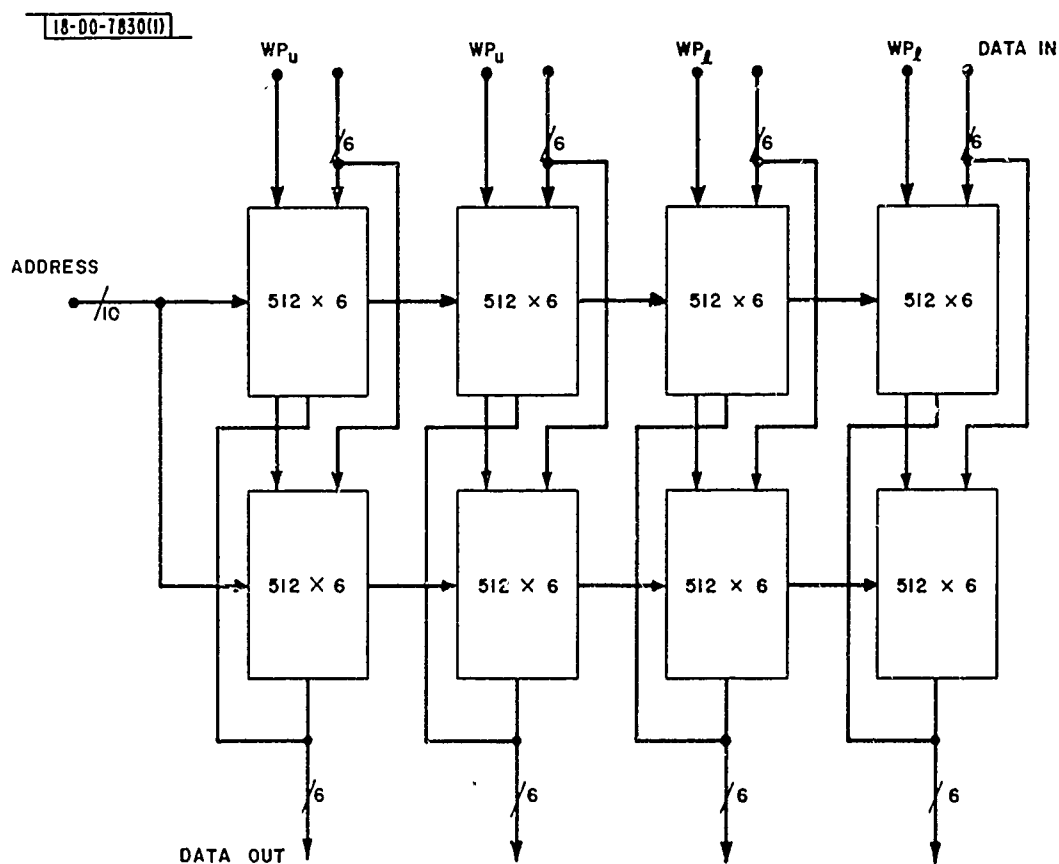 18-DO-7830(1)
WPu WPu WPℓ WPℓ DATA IN
/6 /6 /6 /6
ADDRESS
/10
512 × 6 512 × 6 512 × 6 512 × 6
512 × 6 512 × 6 512 × 6 512 × 6
/6 /6 /6 /6
DATA OUT